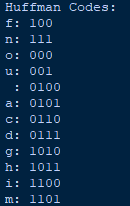 Huffman Codes:
f: 100
n: 111
o: 000
u: 001
 : 0100
a: 0101
c: 0110
d: 0111
g: 1010
h: 1011
i: 1100
m: 1101